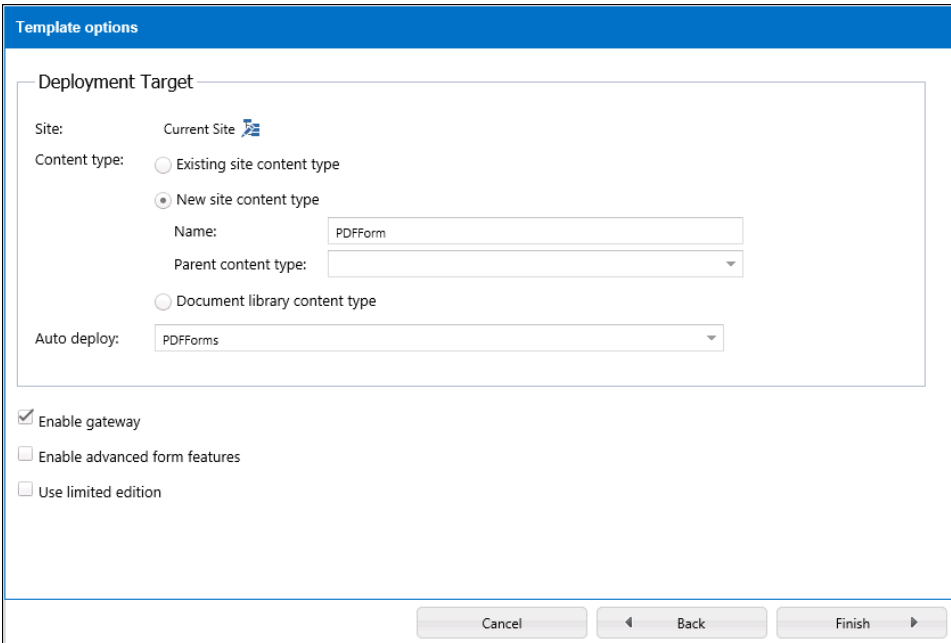 Template options
Deployment Target
Site: Current Site
Content type: Existing site content type
New site content type
Name: PDFForm
Parent content type:
Document library content type
Auto deploy: PDFForms
Enable gateway
Enable advanced form features
Use limited edition
Cancel Back Finish